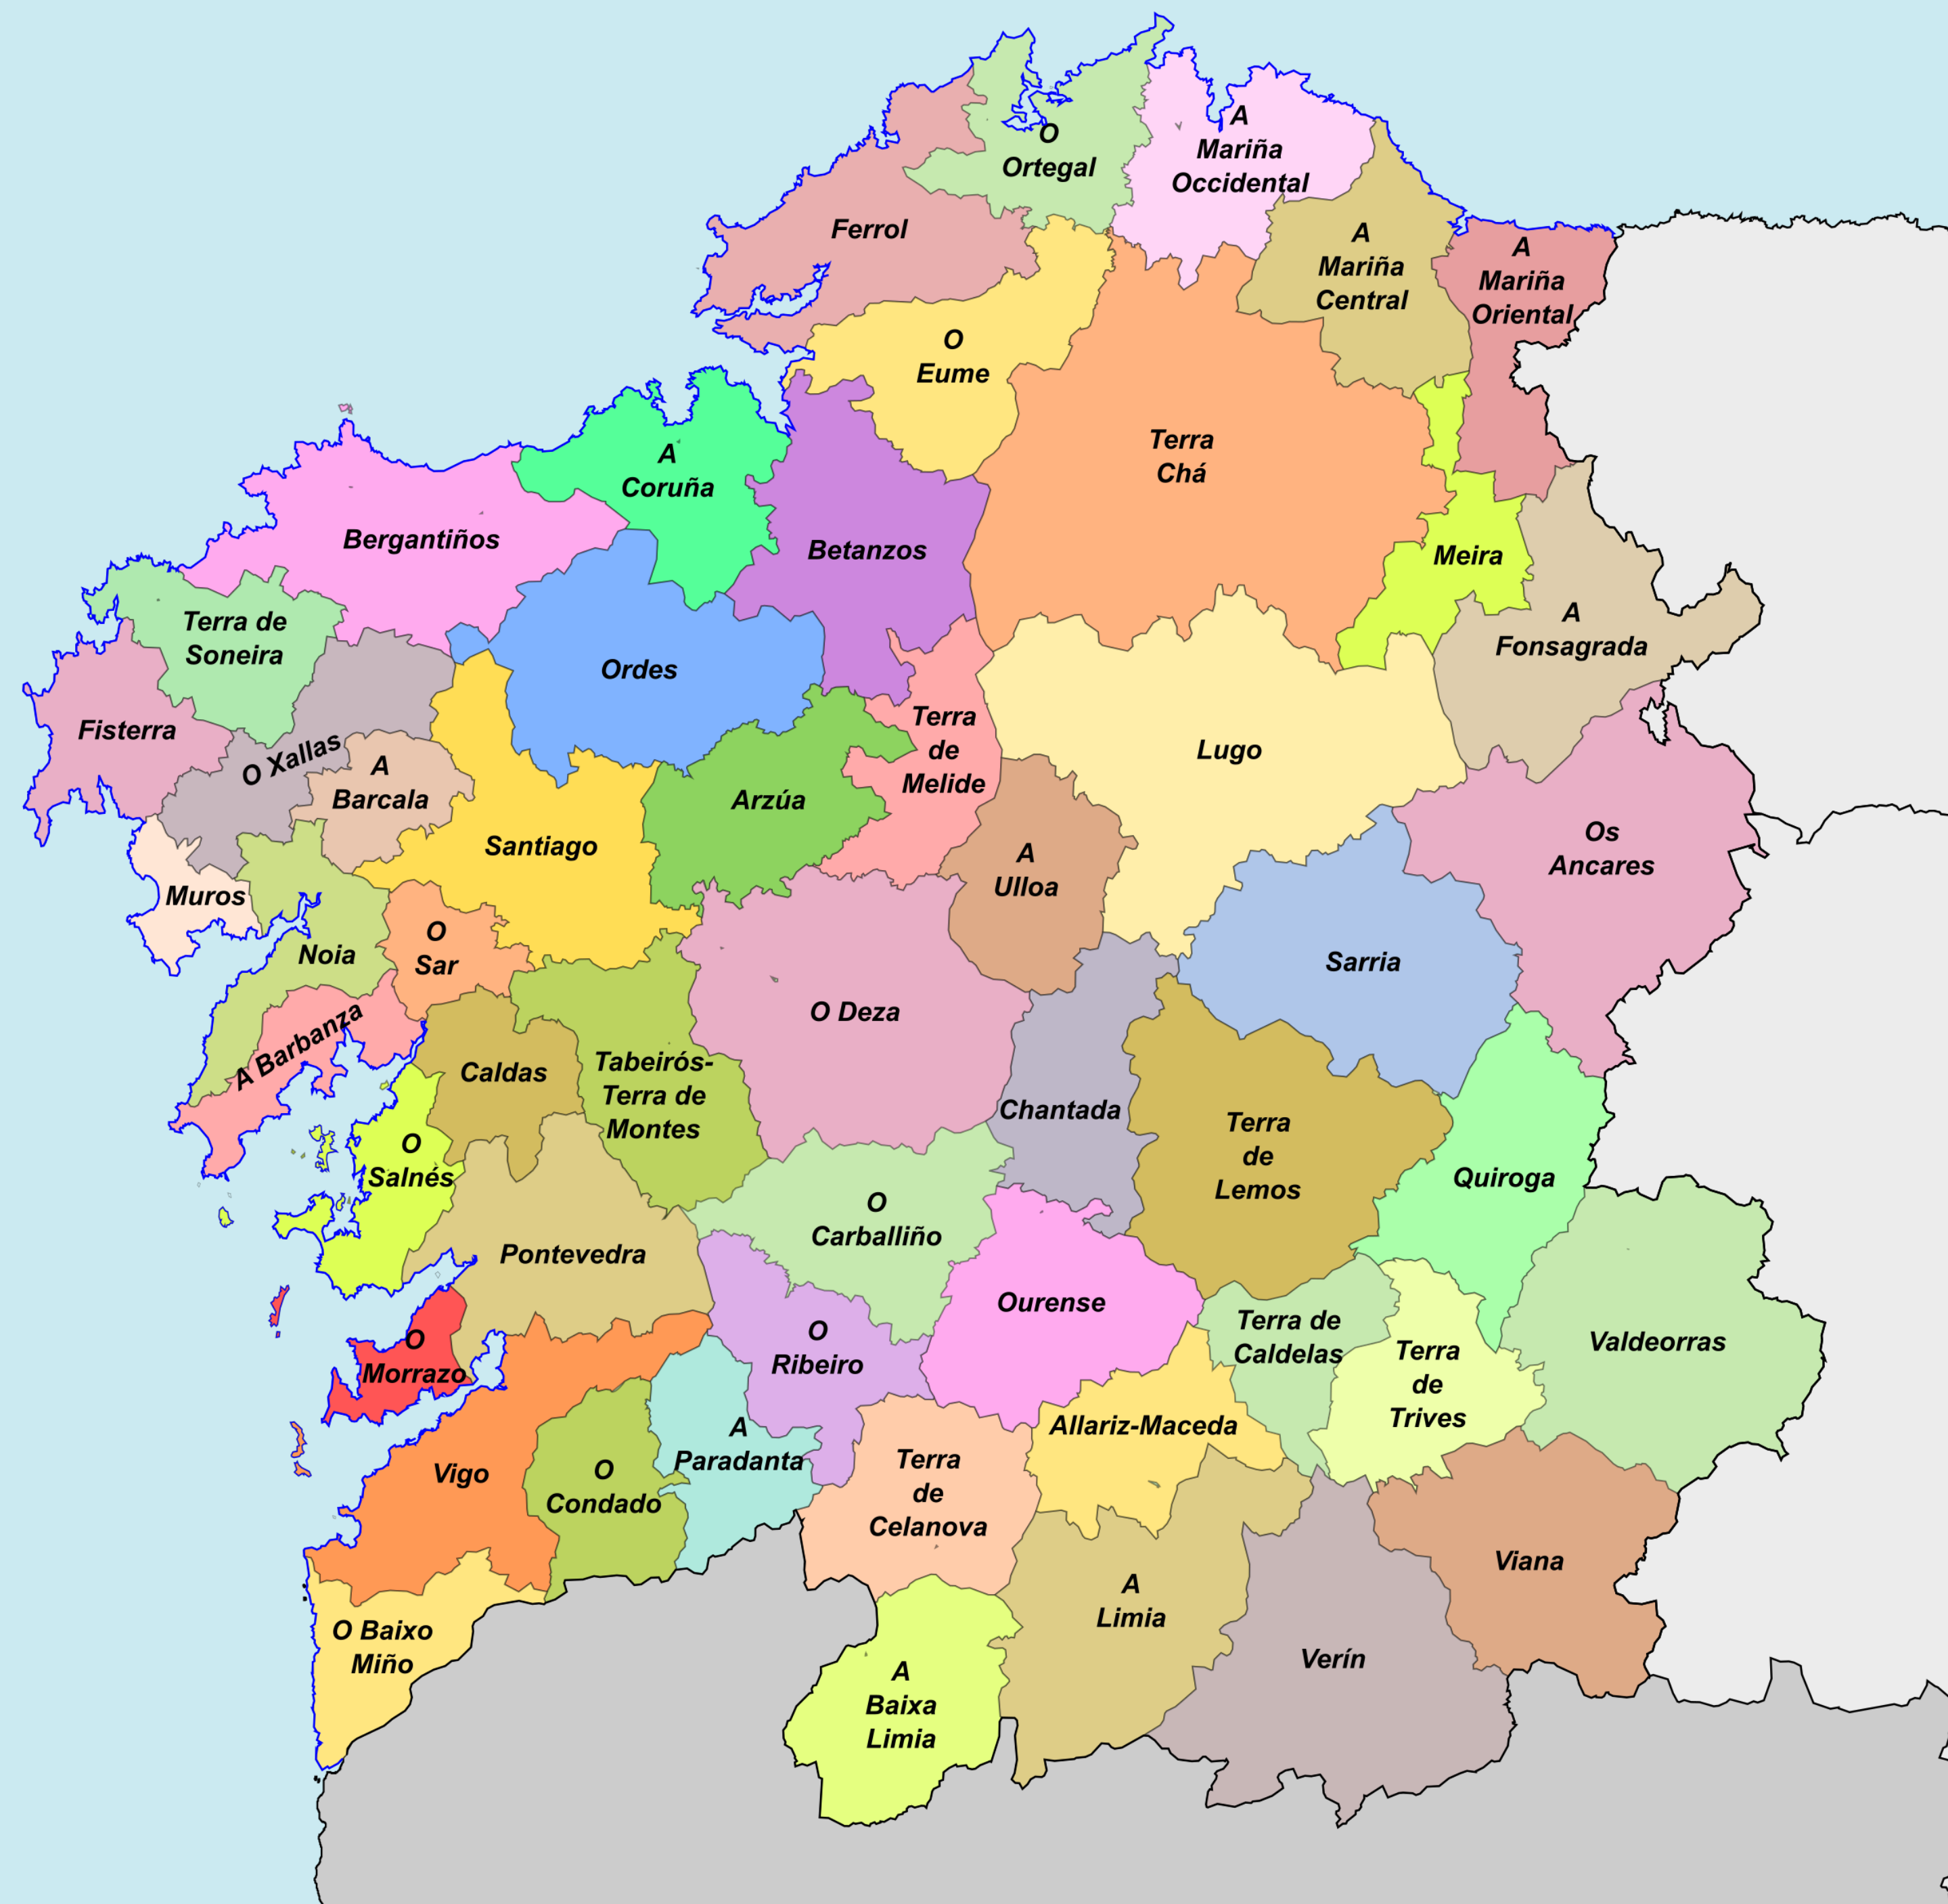 O
Ortegal
A
Mariña
Occidental
Ferrol
A
Mariña
Central
A
Mariña
Oriental
O
Eume
Terra
Chá
A
Coruña
Bergantiños
Betanzos
Meira
Terra de
Soneira
A
Fonsagrada
Ordes
Fisterra
O Xallas
A
Barcala
Terra
de
Melide
Lugo
Arzúa
Santiago
Os
Ancares
A
Ulloa
Muros
Noia
O
Sar
Sarria
O Deza
A Barbanza
Caldas
Tabeirós-
Terra de
Montes
Chantada
Terra
de
Lemos
O
Salnés
Quiroga
O
Carballiño
Pontevedra
Ourense
Terra de
Caldelas
Valdeorras
O
Morrazo
O
Ribeiro
Terra
de
Trives
Allariz-Maceda
A
Paradanta
Vigo
O
Condado
Terra
de
Celanova
Viana
A
Limia
O Baixo
Miño
Verín
A
Baixa
Limia